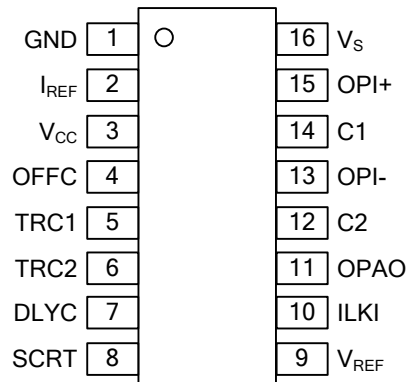 GND 1 16 VS
IREF 2 15 OPI+
VCC 3 14 C1
OFFC 4 13 OPI-
TRC1 5 12 C2
TRC2 6 11 OPAO
DLYC 7 10 ILKI
SCRT 8 9 VREF